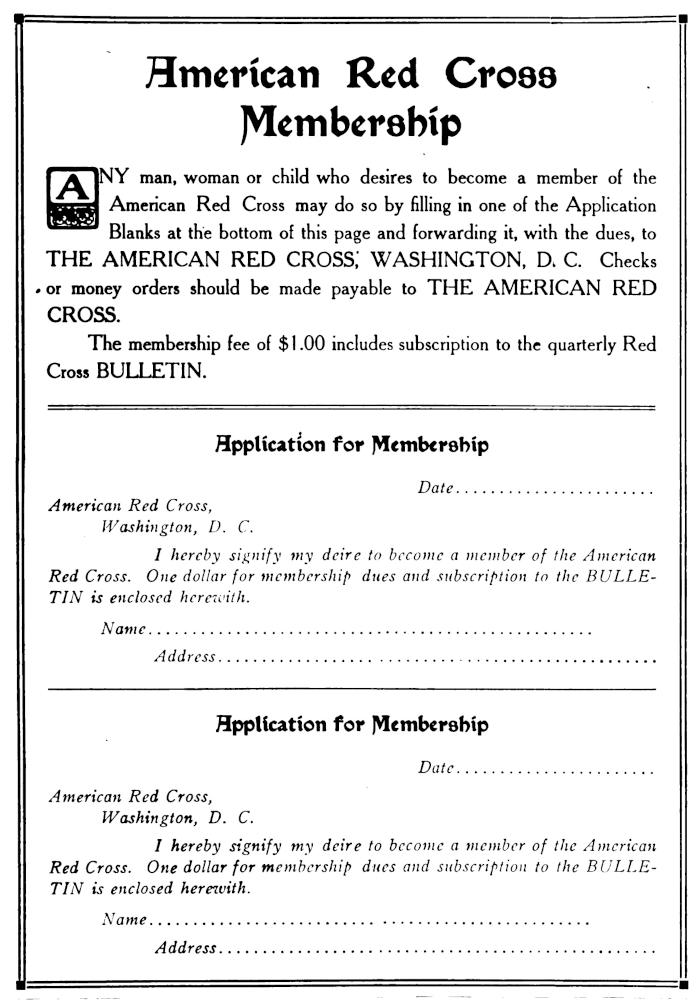 American Red Cross
Membership
ANY man, woman or child who desires to become a member of the
American Red Cross may do so by filling in one of the Application
Blanks at the bottom of this page and forwarding it, with the dues, to
THE AMERICAN RED CROSS, WASHINGTON, D. C. Checks
or money orders should be made payable to THE AMERICAN RED
CROSS.
The membership fee of $1.00 includes subscription to the quarterly Red
Cross BULLETIN.
Application for Membership
Date.......................
American Red Cross,
Washington, D. C.
I hereby signify my deire to become a member of the American
Red Cross. One dollar for membership dues and subscription to the BULLE-
TIN is enclosed herewith.
Name...................................................
Address..................................................
Application for Membership
Date.......................
American Red Cross,
Washington, D. C.
I hereby signify my deire to become a member of the American
Red Cross. One dollar for membership dues and subscription to the BULLE-
TIN is enclosed herewith.
Name...................................................
Address..................................................